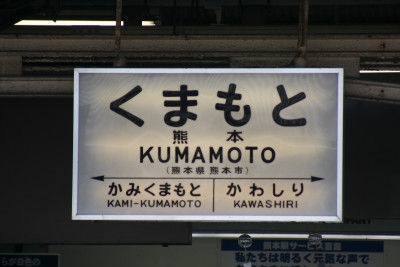 くまもと
熊本
KUMAMOTO
(熊本県熊本市)
かみくまもと かわしり
KAMI-KUMAMOTO KAWASHIRI
熊本駅サービス宣言
私たちは明るく元気な声で